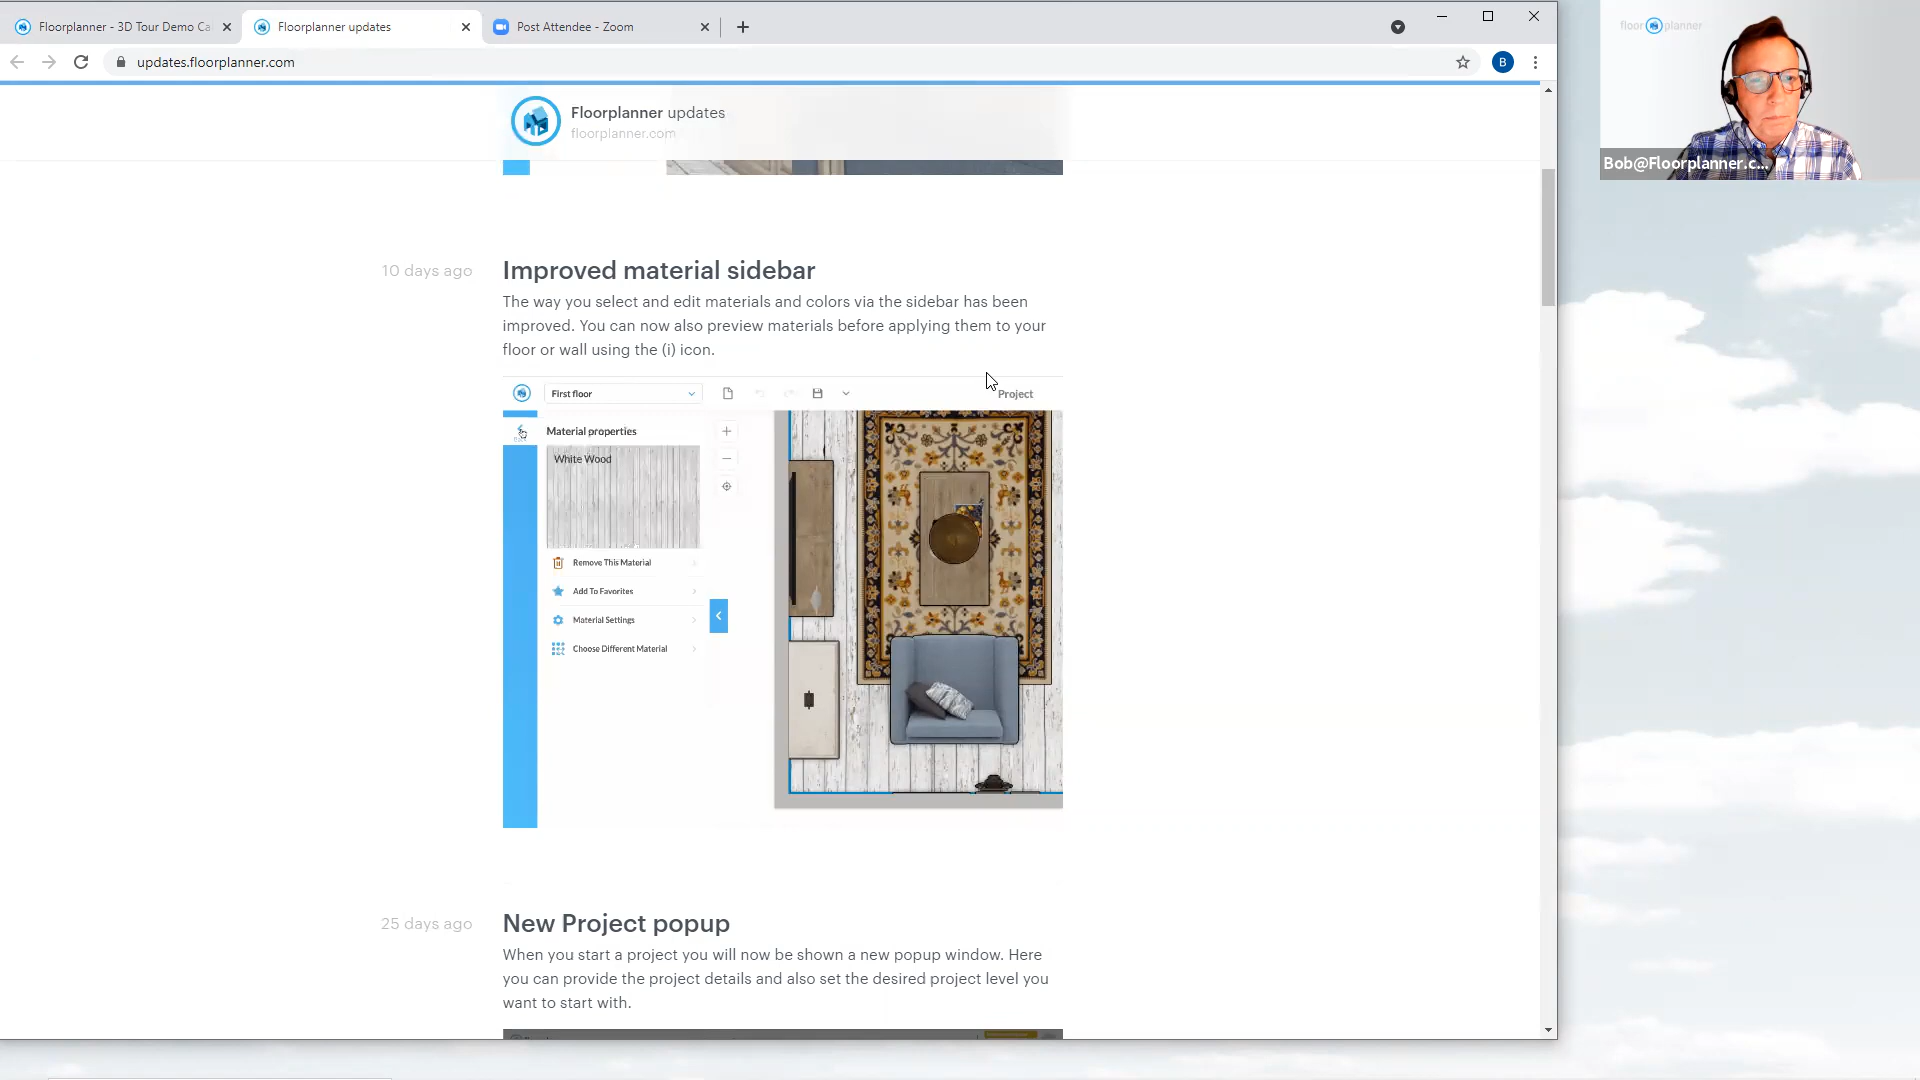 Floorplanner - 3D Tour Demo Ca
Floorplanner updates
Post Attendee - Zoom
updates.floorplanner.com
B
floor planner
Bob@Floorplanner.c...
Floorplanner updates
floorplanner.com
10 days ago
Improved material sidebar
The way you select and edit materials and colors via the sidebar has been
improved. You can now also preview materials before applying them to your
floor or wall using the (i) icon.
First floor
Project
Material properties
White Wood
Remove This Material
Add To Favorites
Material Settings
Choose Different Material
25 days ago
New Project popup
When you start a project you will now be shown a new popup window. Here
you can provide the project details and also set the desired project level you
want to start with.